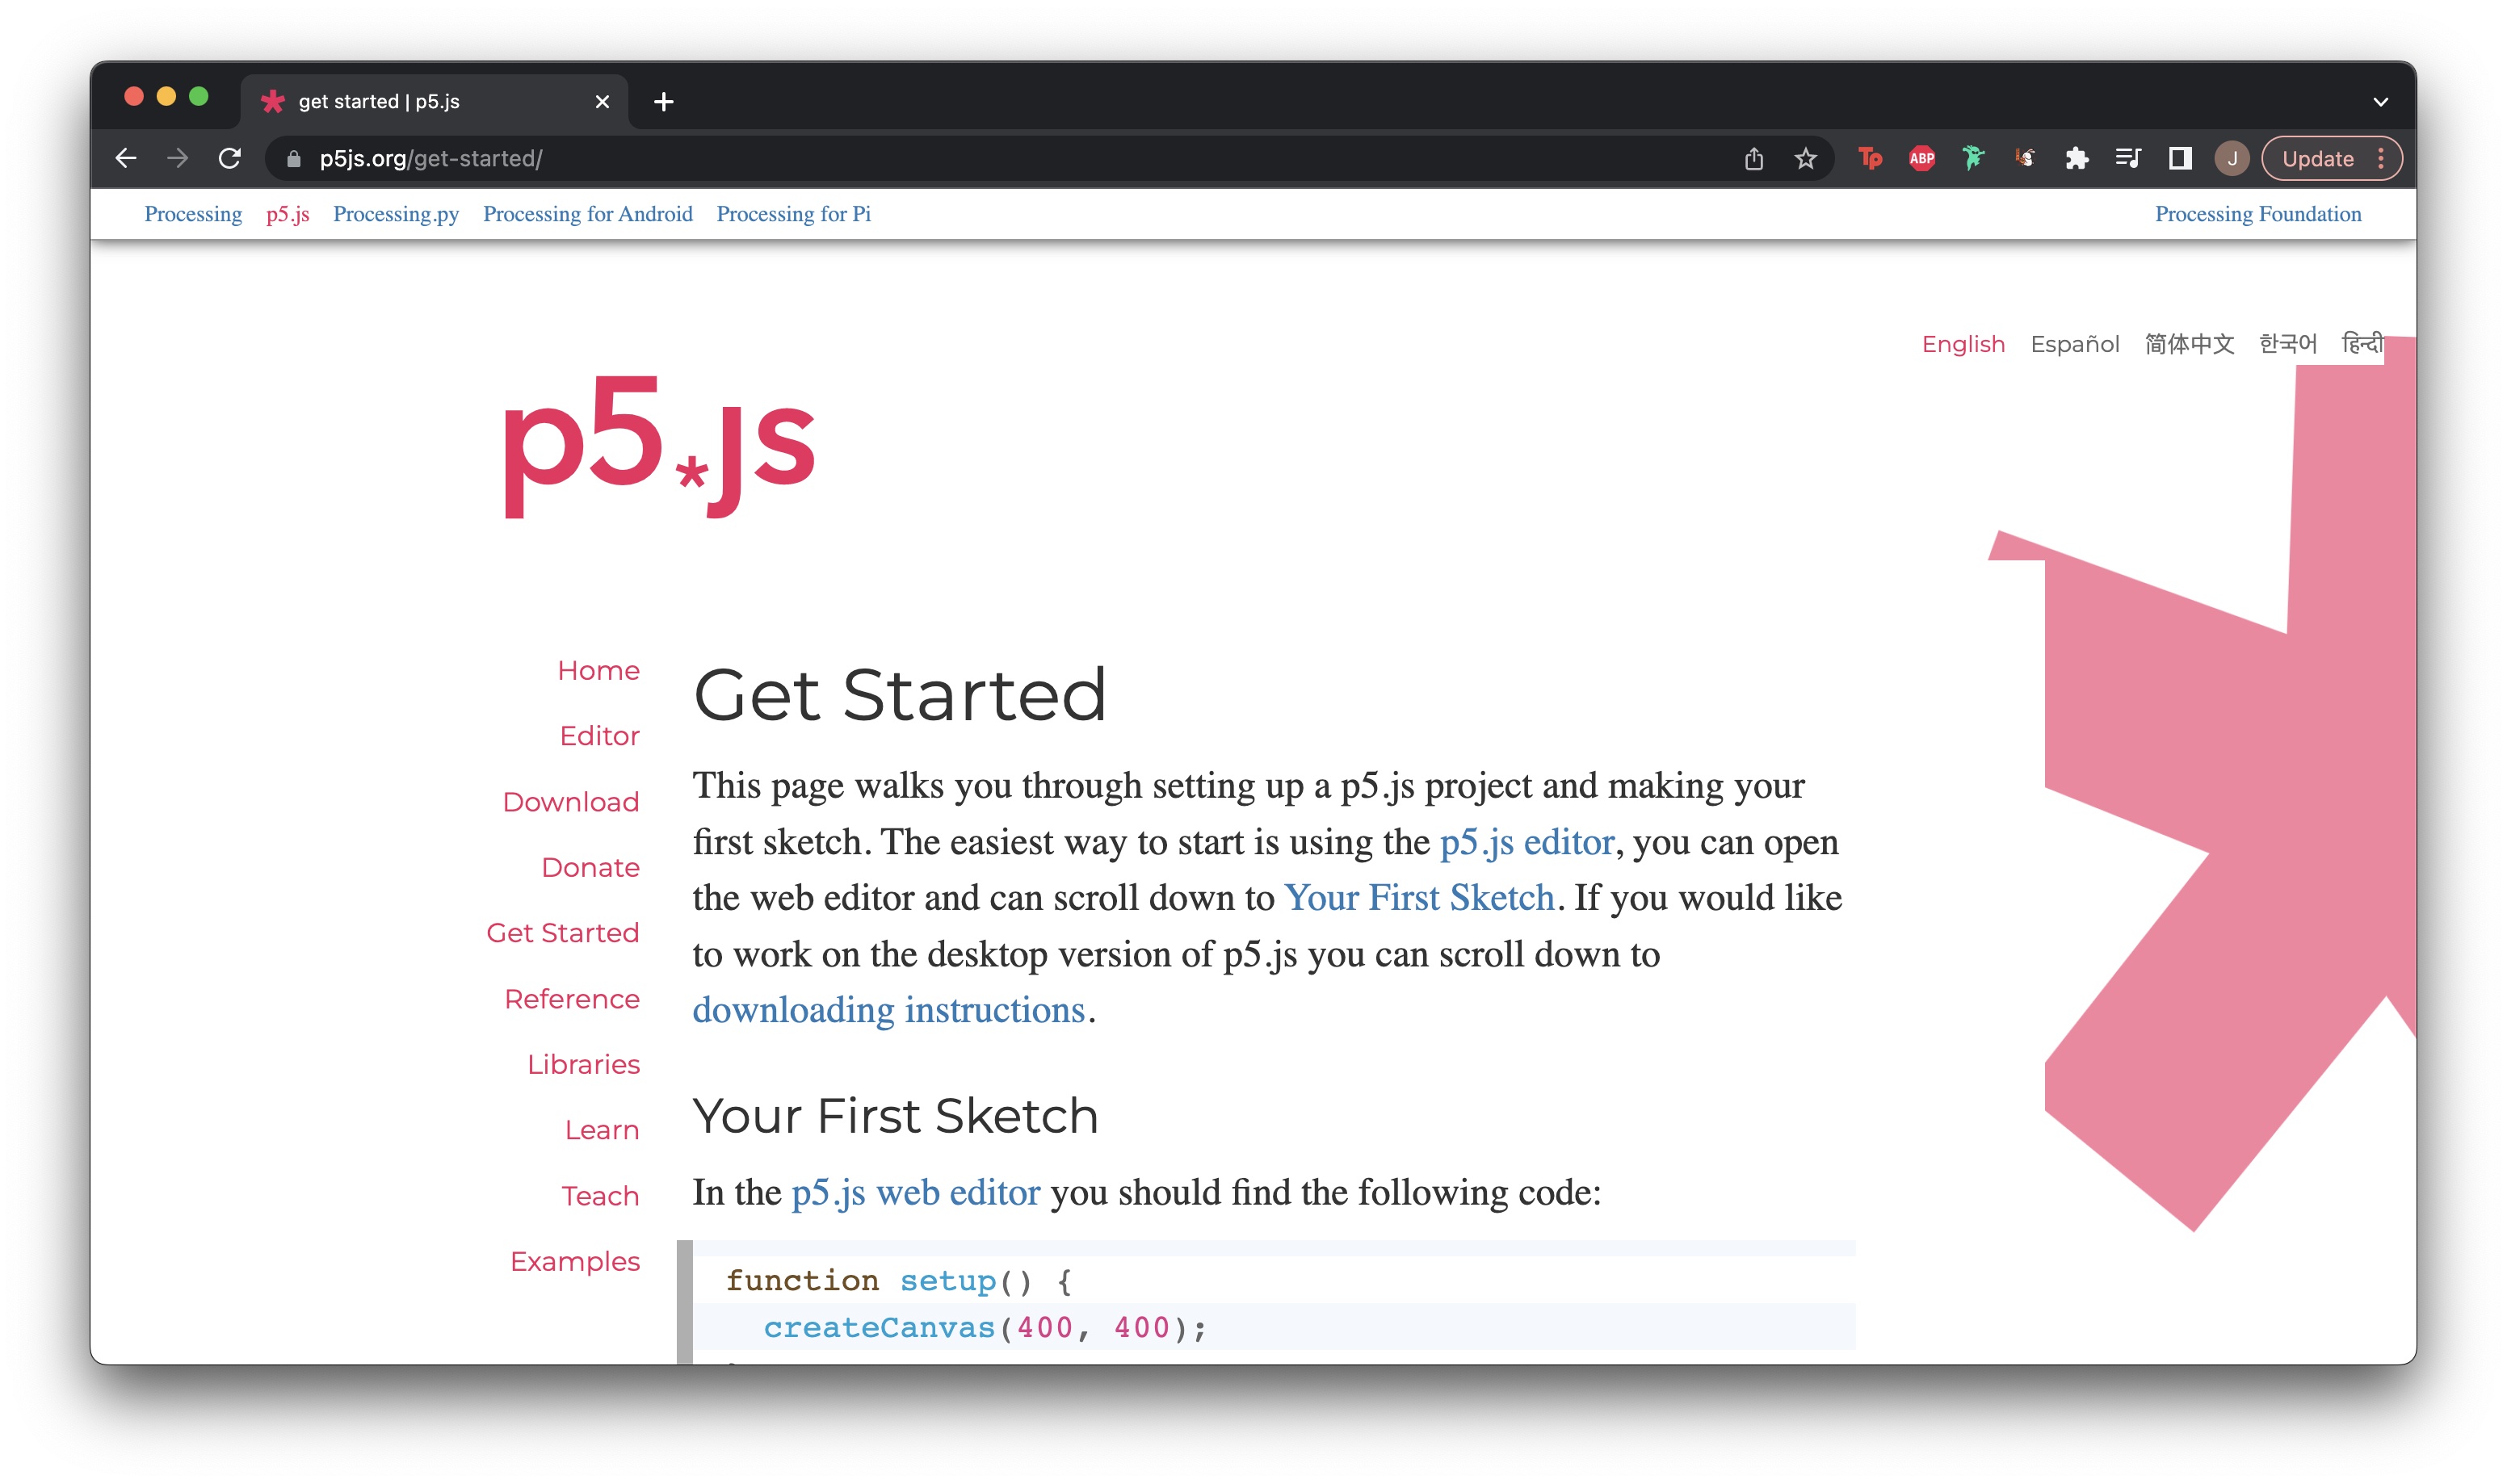 get started | p5.js
p5js.org/get-started/
Tp
ABP
J
Update
Processing p5.js Processing.py Processing for Android Processing for Pi Processing Foundation
English Español 简体中文 한국어 हिन्दी
p5*js
Home
Editor
Download
Donate
Get Started
Reference
Libraries
Learn
Teach
Examples
Get Started
This page walks you through setting up a p5.js project and making your
first sketch. The easiest way to start is using the p5.js editor, you can open
the web editor and can scroll down to Your First Sketch. If you would like
to work on the desktop version of p5.js you can scroll down to
downloading instructions.
Your First Sketch
In the p5.js web editor you should find the following code:
function setup() {
createCanvas(400, 400);